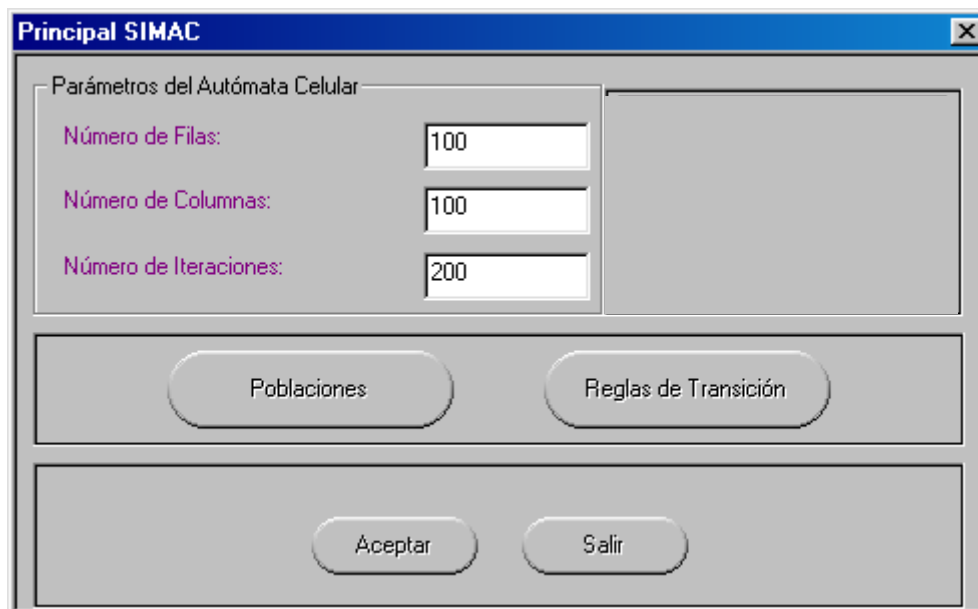 Principal SIMAC
Parámetros del Autómata Celular
Número de Filas: 100
Número de Columnas: 100
Número de Iteraciones: 200
Poblaciones Reglas de Transición
Aceptar Salir